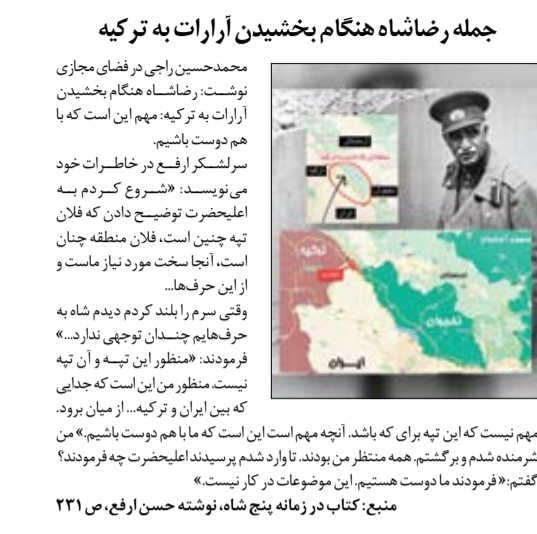 جمله رضاشاه هنگام بخشیدن آرارات به ترکیه
محمدحسین راجی در فضای مجازی
نوشت: رضاشاه هنگام بخشیدن
آرارات به ترکیه: مهم این است که با
هم دوست باشیم.
سرلشکر ارفع در خاطرات خود
می‌نویسد: «شروع کردم به
اعلیحضرت توضیح دادن که فلان
تپه چنین است، فلان منطقه چنان
است، آنجا سخت مورد نیاز ماست و
از این حرف‌ها...
وقتی سرم را بلند کردم دیدم شاه به
حرف‌هایم چندان توجهی ندارد...»
فرمودند: «منظور این تپه و آن تپه
نیست. منظور من این است که جدایی
که بین ایران و ترکیه... از میان برود.
مهم نیست که این تپه برای که باشد. آنچه مهم است این است که ما با هم دوست باشیم.» من
شرمنده شدم و برگشتم. همه منتظر من بودند. تا وارد شدم پرسیدند اعلیحضرت چه فرمودند؟
گفتم: «فرمودند ما دوست هستیم. این موضوعات در کار نیست.»
منبع: کتاب در زمانه پنج شاه، نوشته حسن ارفع، ص ۲۳۱
ترکیه
نخجوان
ایران